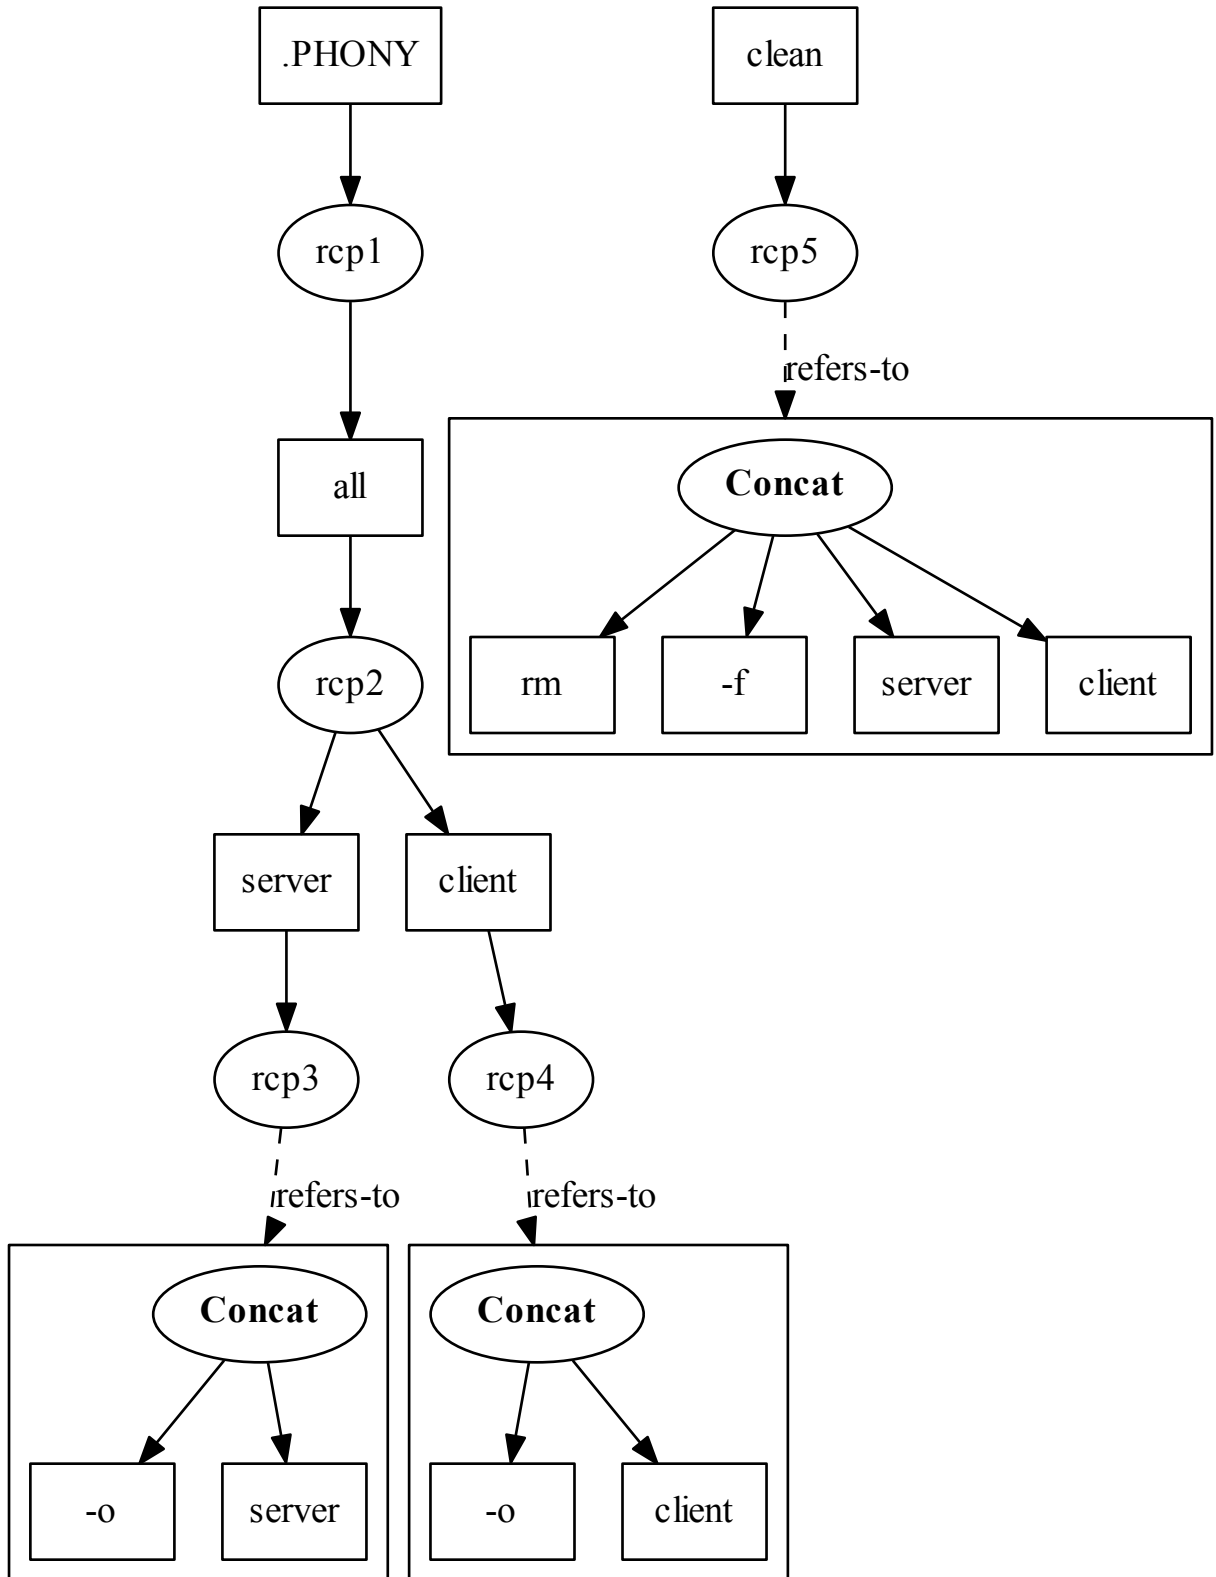 .PHONY
clean
rcp1
rcp5
refers-to
all
Concat
rcp2
rm
-f
server
client
server
client
rcp3
rcp4
refers-to
refers-to
Concat
Concat
-o
server
-o
client